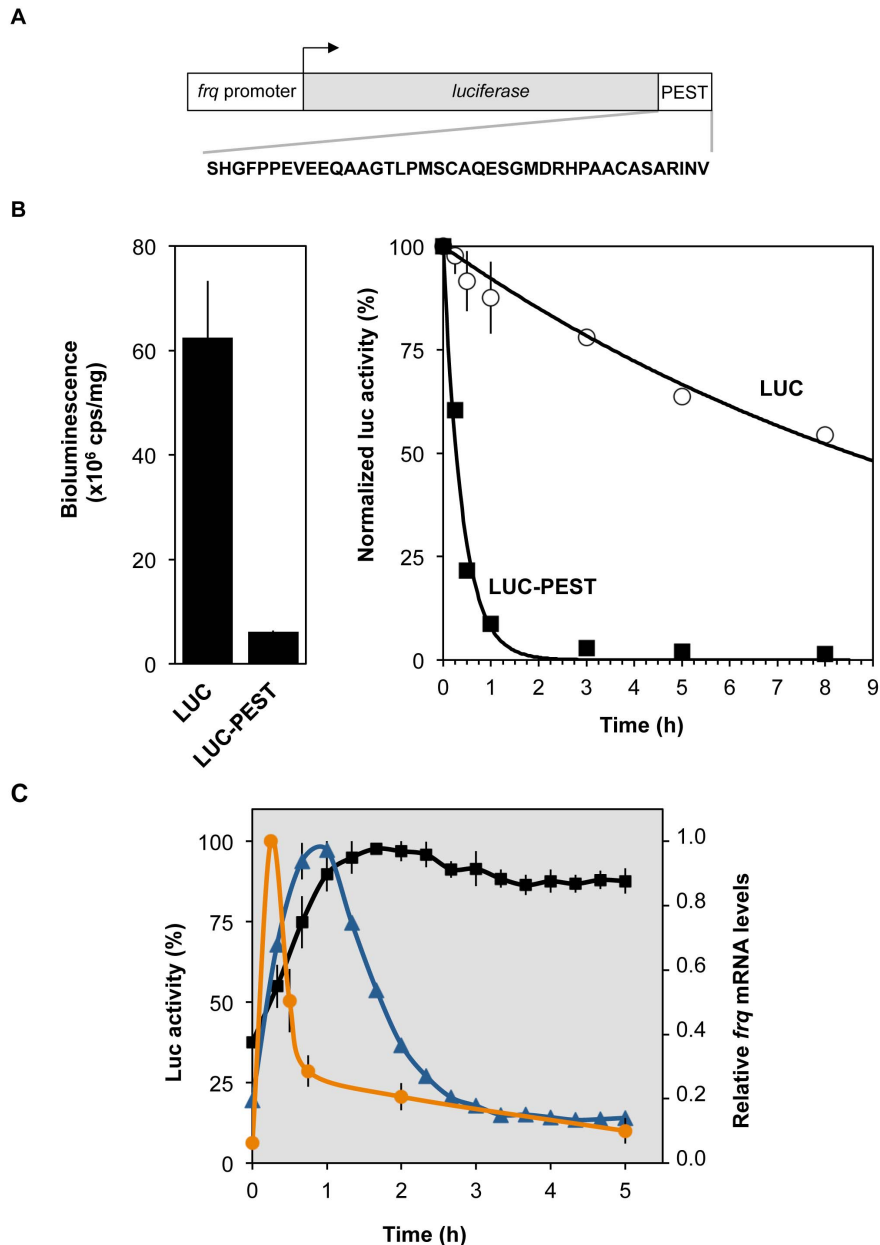 A
frq promoter
luciferase
PEST
SHGFPPEVEEQAAGTLPMSCAQESGMDRHPAACASARINV
B
Bioluminescence
(x10⁶ cps/mg)
80
60
40
20
0
LUC
LUC-PEST
Normalized luc activity (%)
100
75
50
25
0
LUC
LUC-PEST
0 1 2 3 4 5 6 7 8 9
Time (h)
C
Luc activity (%)
100
75
50
25
0
1.0
0.8
0.6
0.4
0.2
0.0
Relative frq mRNA levels
0 1 2 3 4 5
Time (h)